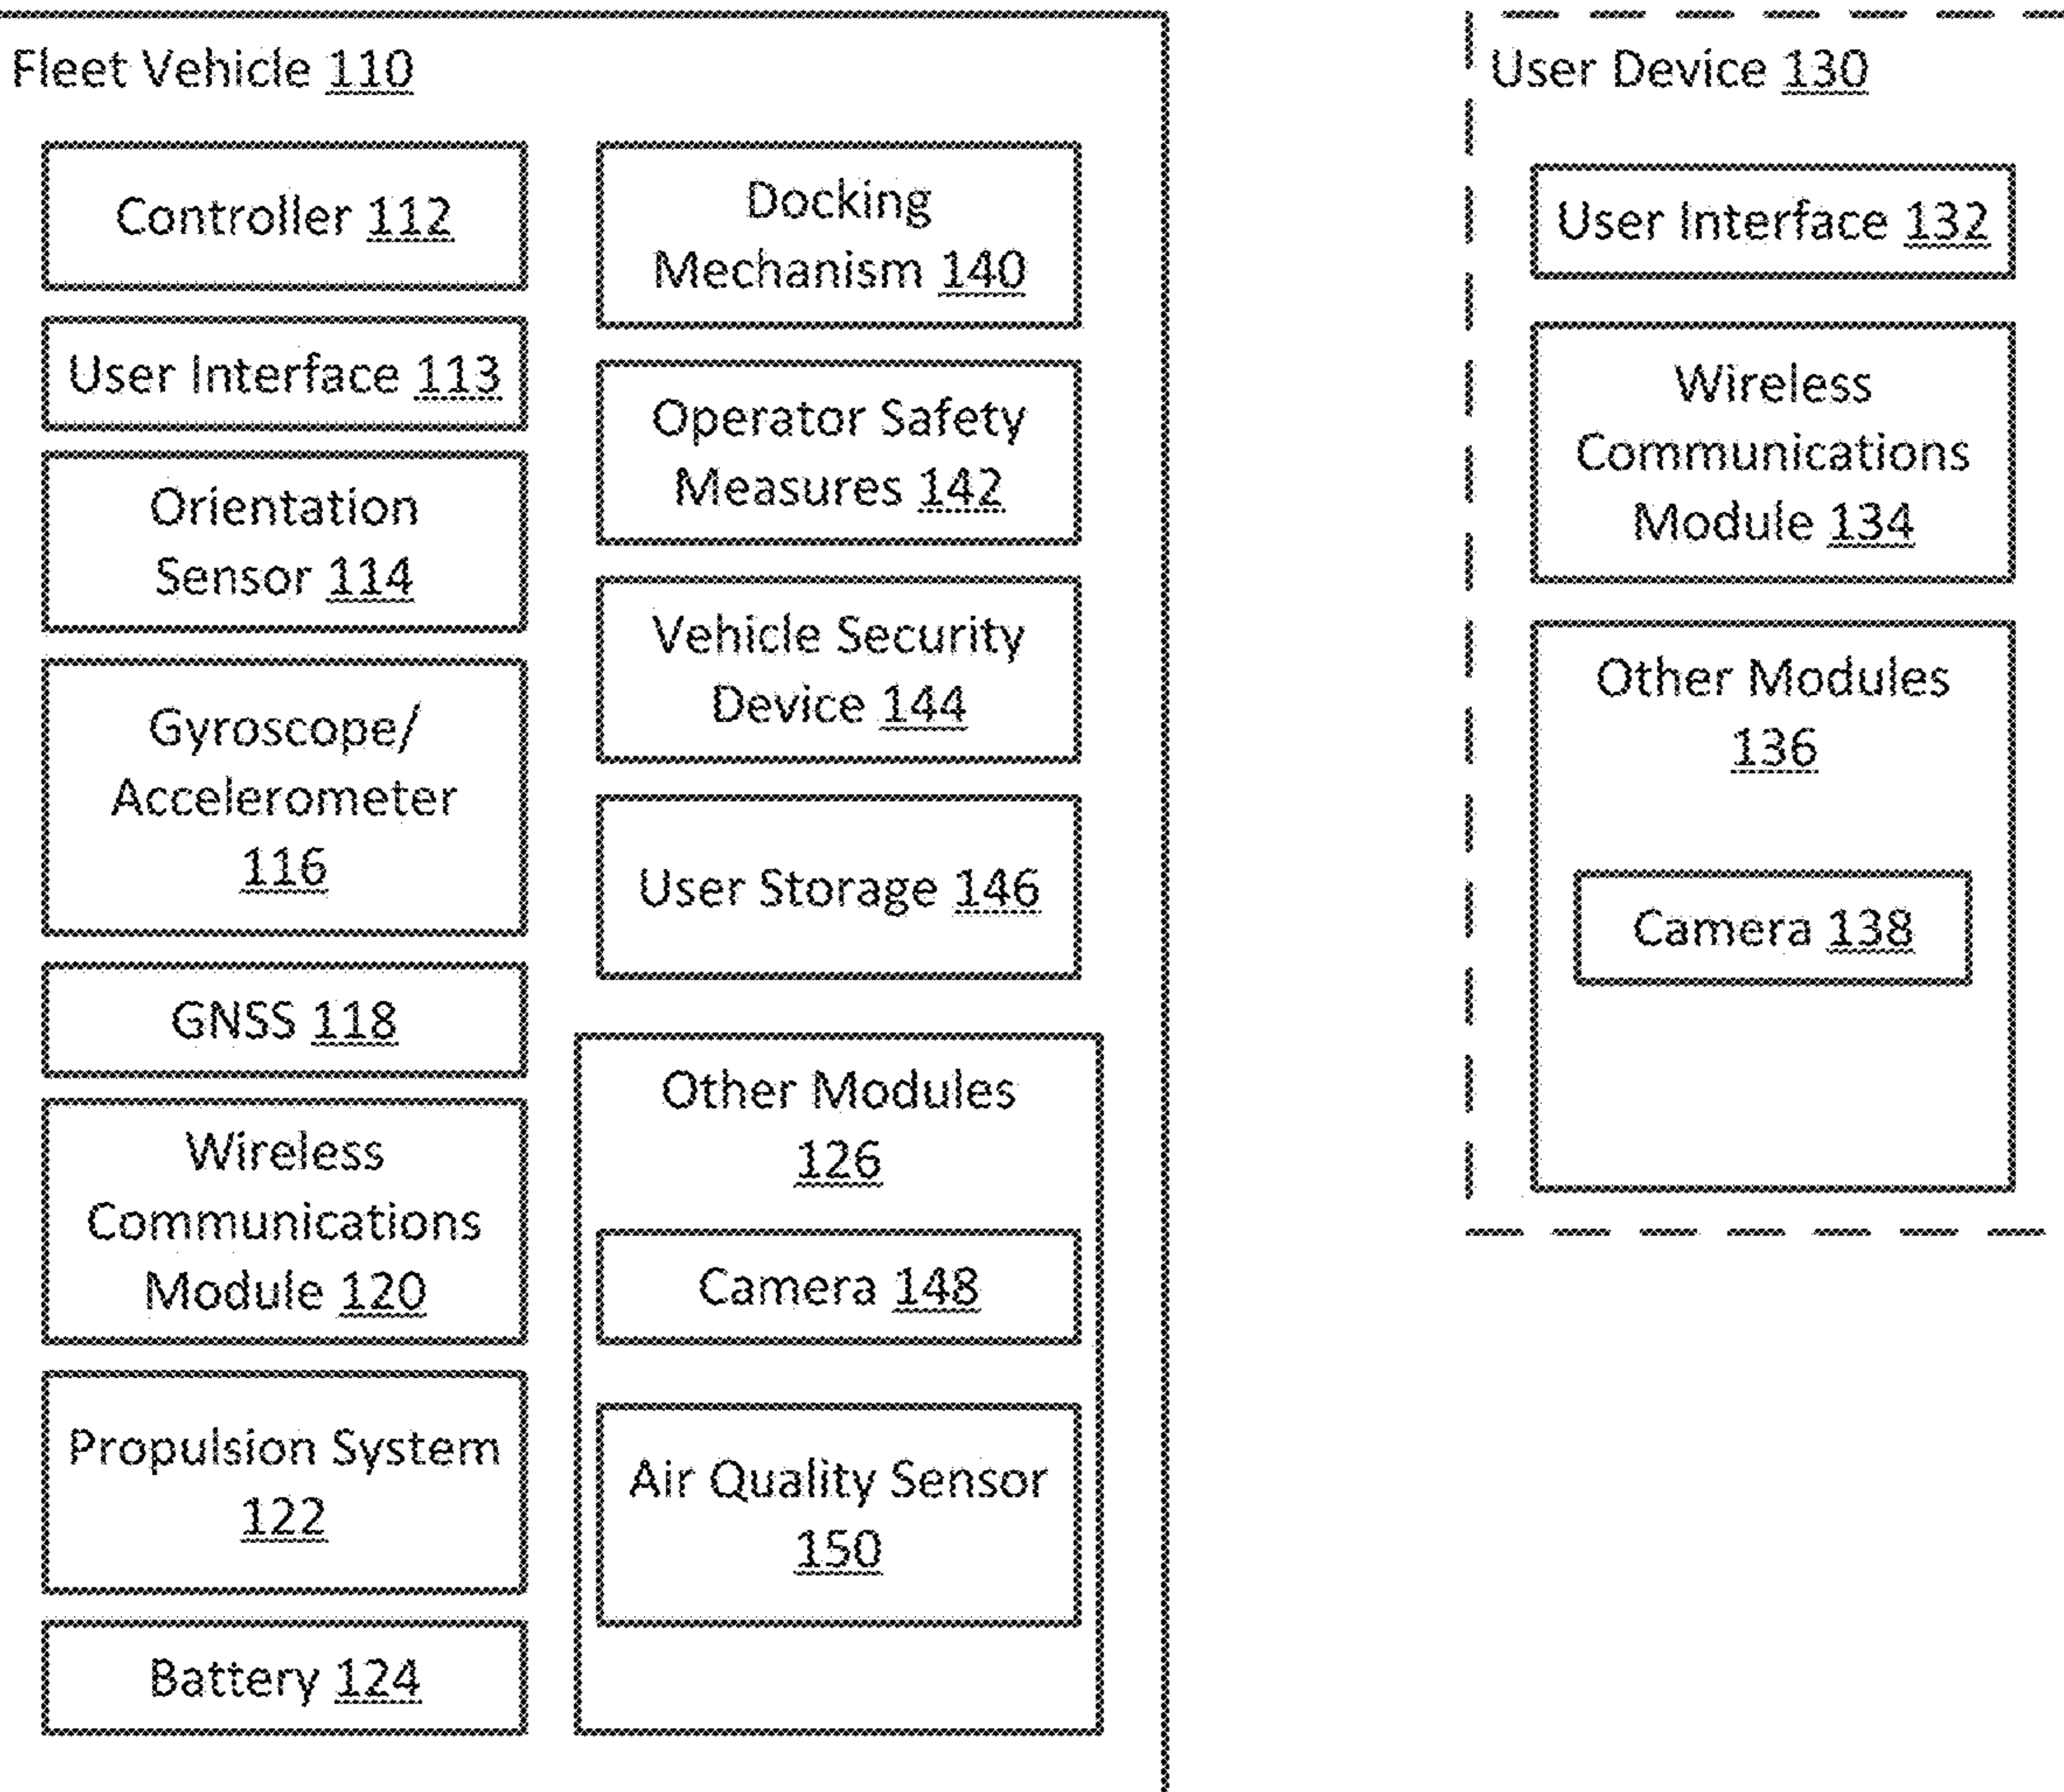 Fleet Vehicle 110
Controller 112
User Interface 113
Orientation
Sensor 114
Gyroscope/
Accelerometer
116
GNSS 118
Wireless
Communications
Module 120
Propulsion System
122
Battery 124
Docking
Mechanism 140
Operator Safety
Measures 142
Vehicle Security
Device 144
User Storage 146
Other Modules
126
Camera 148
Air Quality Sensor
150
User Device 130
User Interface 132
Wireless
Communications
Module 134
Other Modules
136
Camera 138